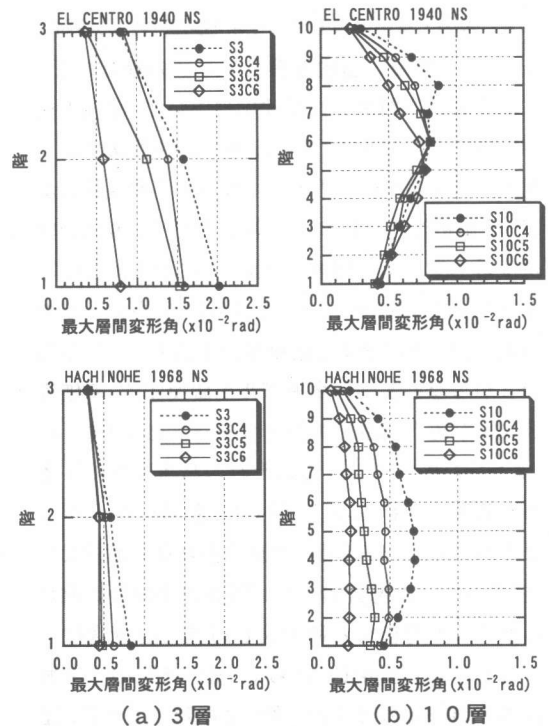 EL CENTRO 1940 NS
3
2
1
階
S3
S3C4
S3C5
S3C6
0.0 0.5 1.0 1.5 2.0 2.5
最大層間変形角(x10⁻²rad)
EL CENTRO 1940 NS
10
9
8
7
6
5
4
3
2
1
階
S10
S10C4
S10C5
S10C6
0.0 0.5 1.0 1.5
最大層間変形角(x10⁻²rad)
HACHINOHE 1968 NS
3
2
1
階
S3
S3C4
S3C5
S3C6
0.0 0.5 1.0 1.5 2.0 2.5
最大層間変形角(x10⁻²rad)
(a)3層
HACHINOHE 1968 NS
10
9
8
7
6
5
4
3
2
1
階
S10
S10C4
S10C5
S10C6
0.0 0.5 1.0 1.5
最大層間変形角(x10⁻²rad)
(b)10層